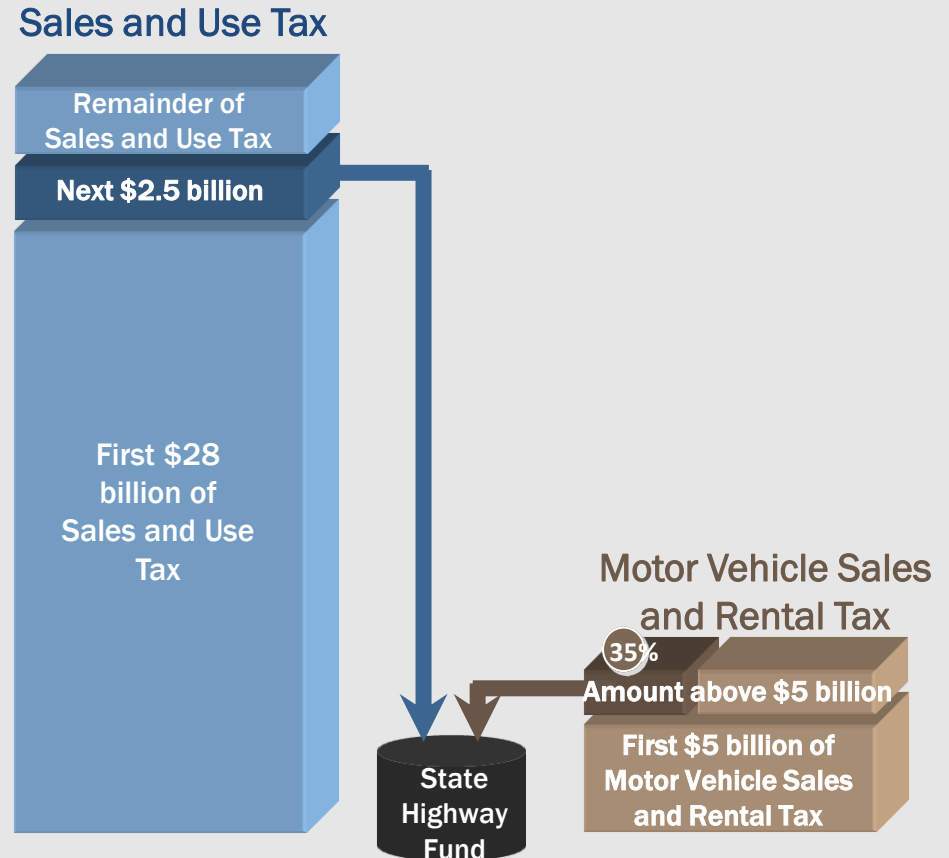 Sales and Use Tax
Remainder of
Sales and Use Tax
Next $2.5 billion
First $28
billion of
Sales and Use
Tax
Motor Vehicle Sales
and Rental Tax
35%
Amount above $5 billion
First $5 billion of
Motor Vehicle Sales
and Rental Tax
State
Highway
Fund